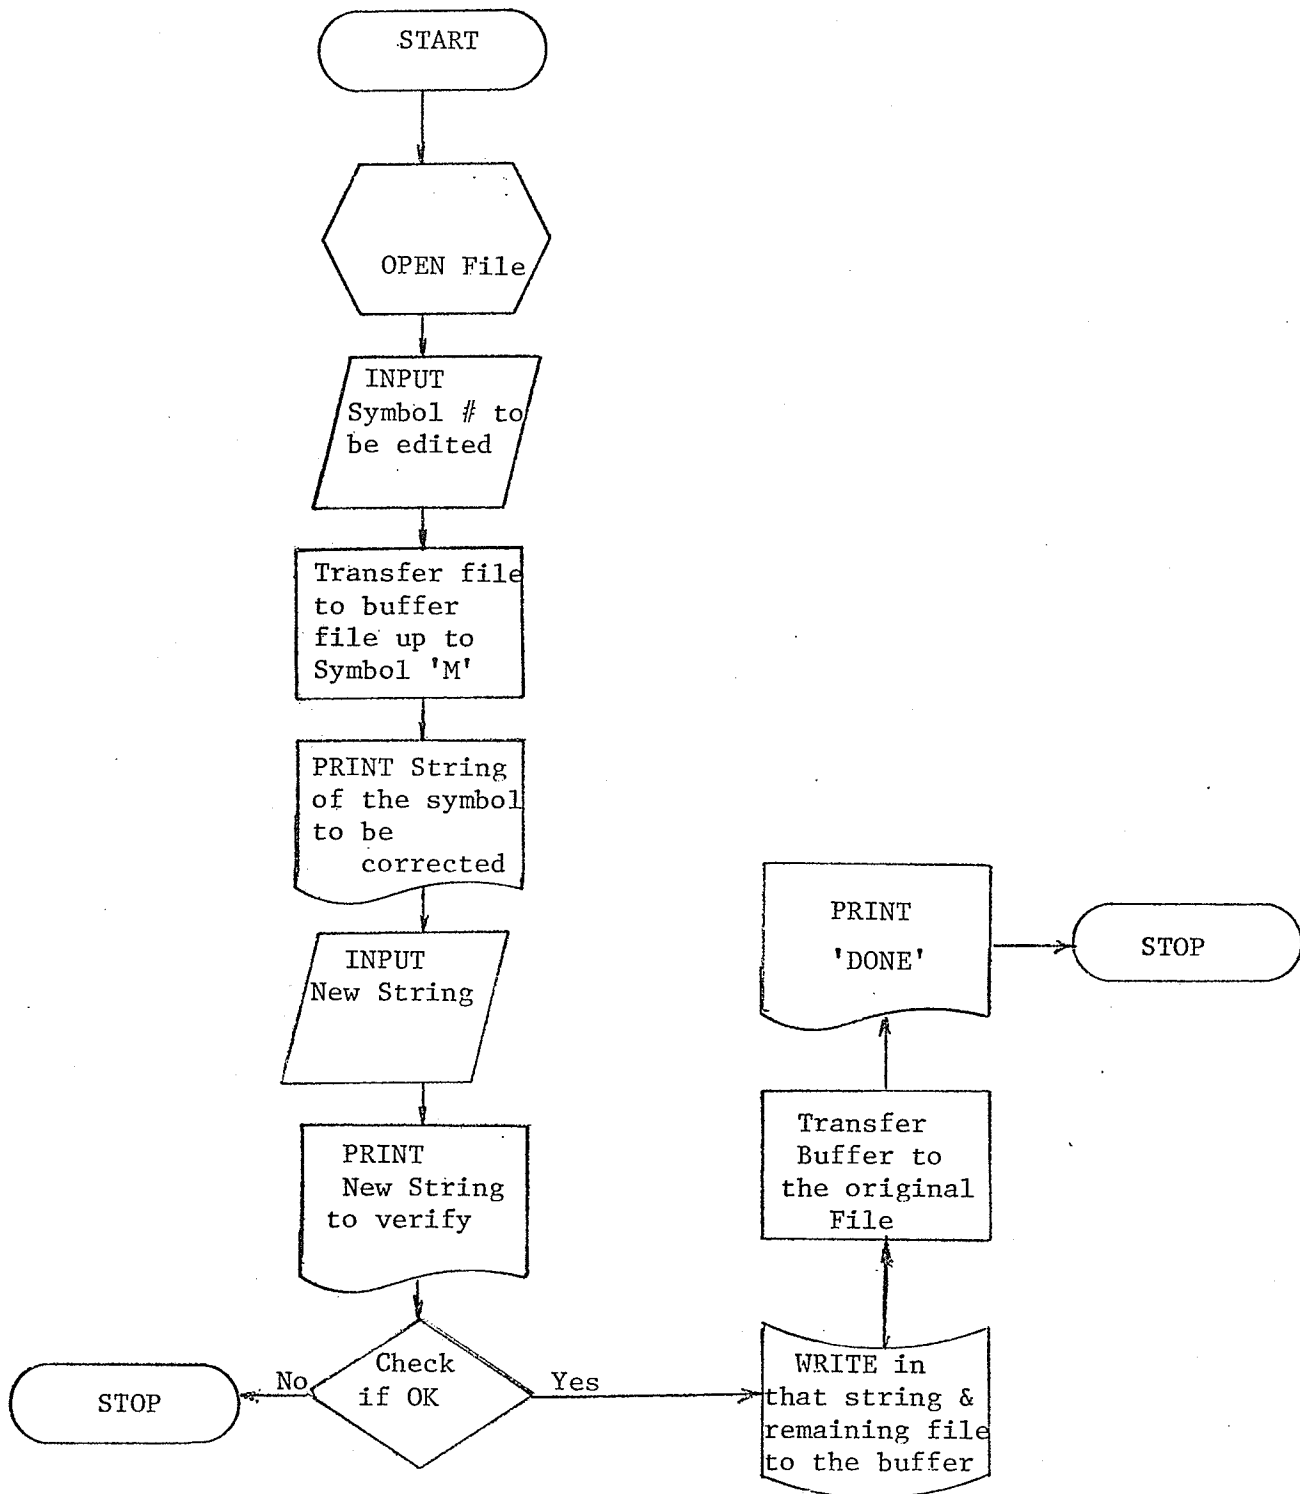 START
OPEN File
INPUT
Symbol # to
be edited
Transfer file
to buffer
file up to
Symbol 'M'
PRINT String
of the symbol
to be
corrected
INPUT
New String
PRINT
New String
to verify
Check
if OK
No
STOP
Yes
WRITE in
that string &
remaining file
to the buffer
Transfer
Buffer to
the original
File
PRINT
'DONE'
STOP